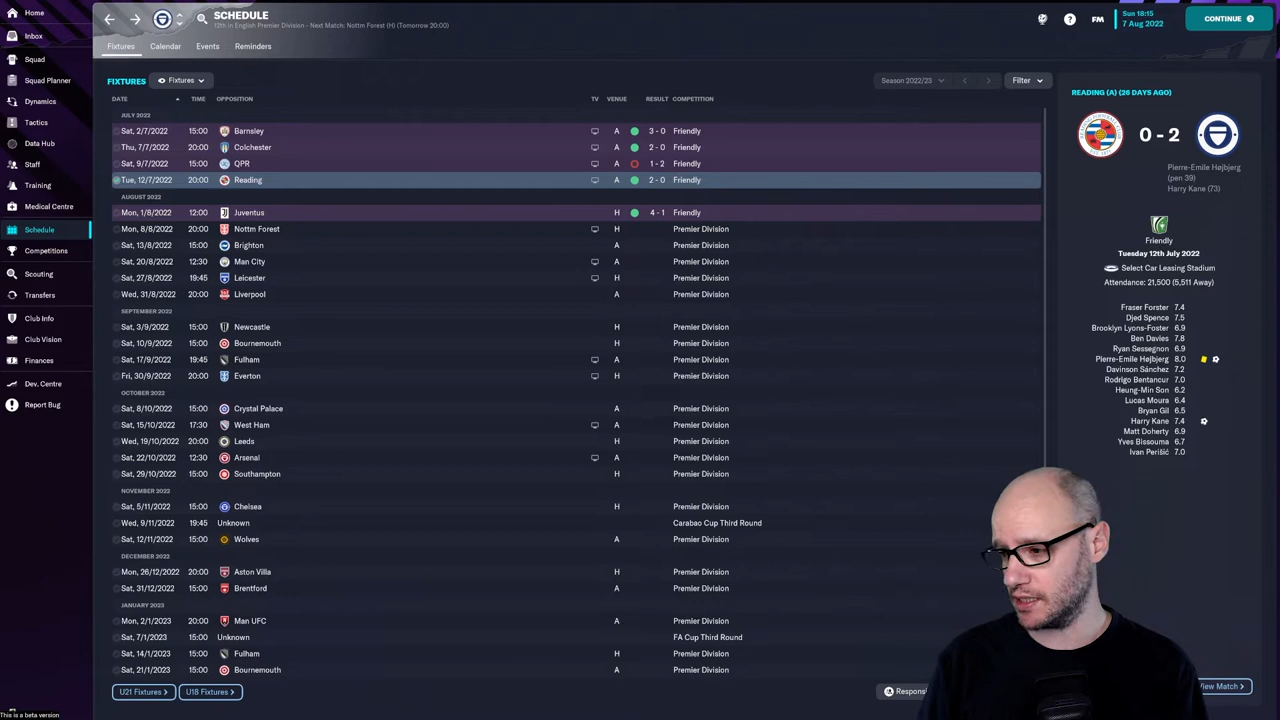 Home
Inbox
Squad
Squad Planner
Dynamics
Tactics
Data Hub
Staff
Training
Medical Centre
Schedule
Competitions
Scouting
Transfers
Club Info
Club Vision
Finances
Dev. Centre
Report Bug
This is a beta version
SCHEDULE
12th in English Premier Division - Next Match: Nottm Forest (H) (Tomorrow 20:00)
FM
Sun 18:15
7 Aug 2022
CONTINUE
Fixtures Calendar Events Reminders
FIXTURES Fixtures Season 2022/23 Filter
DATE TIME OPPOSITION TV VENUE RESULT COMPETITION
JULY 2022
Sat, 2/7/2022 15:00 Barnsley A 3 - 0 Friendly
Thu, 7/7/2022 20:00 Colchester A 2 - 0 Friendly
Sat, 9/7/2022 15:00 QPR A 1 - 2 Friendly
Tue, 12/7/2022 20:00 Reading A 2 - 0 Friendly
AUGUST 2022
Mon, 1/8/2022 12:00 Juventus H 4 - 1 Friendly
Mon, 8/8/2022 20:00 Nottm Forest H Premier Division
Sat, 13/8/2022 15:00 Brighton A Premier Division
Sat, 20/8/2022 12:30 Man City A Premier Division
Sat, 27/8/2022 19:45 Leicester H Premier Division
Wed, 31/8/2022 20:00 Liverpool A Premier Division
SEPTEMBER 2022
Sat, 3/9/2022 15:00 Newcastle H Premier Division
Sat, 10/9/2022 15:00 Bournemouth H Premier Division
Sat, 17/9/2022 19:45 Fulham A Premier Division
Fri, 30/9/2022 20:00 Everton H Premier Division
OCTOBER 2022
Sat, 8/10/2022 15:00 Crystal Palace A Premier Division
Sat, 15/10/2022 17:30 West Ham A Premier Division
Wed, 19/10/2022 20:00 Leeds H Premier Division
Sat, 22/10/2022 12:30 Arsenal A Premier Division
Sat, 29/10/2022 15:00 Southampton H Premier Division
NOVEMBER 2022
Sat, 5/11/2022 15:00 Chelsea H Premier Division
Wed, 9/11/2022 19:45 Unknown Carabao Cup Third Round
Sat, 12/11/2022 15:00 Wolves A Premier Division
DECEMBER 2022
Mon, 26/12/2022 20:00 Aston Villa H Premier Division
Sat, 31/12/2022 15:00 Brentford A Premier Division
JANUARY 2023
Mon, 2/1/2023 20:00 Man UFC A Premier Division
Sat, 7/1/2023 15:00 Unknown FA Cup Third Round
Sat, 14/1/2023 15:00 Fulham H Premier Division
Sat, 21/1/2023 15:00 Bournemouth A Premier Division
U21 Fixtures U18 Fixtures
READING (A) (26 DAYS AGO)
0 - 2
Pierre-Emile Højbjerg
(pen 39)
Harry Kane (73)
Friendly
Tuesday 12th July 2022
Select Car Leasing Stadium
Attendance: 21,500 (5,511 Away)
Fraser Forster 7.4
Djed Spence 7.5
Brooklyn Lyons-Foster 6.9
Ben Davies 7.8
Ryan Sessegnon 6.9
Pierre-Emile Højbjerg 8.0
Davinson Sánchez 7.2
Rodrigo Bentancur 7.0
Heung-Min Son 6.2
Lucas Moura 6.4
Bryan Gil 6.5
Harry Kane 7.4
Matt Doherty 6.9
Yves Bissouma 6.7
Ivan Perišić 7.0
View Match